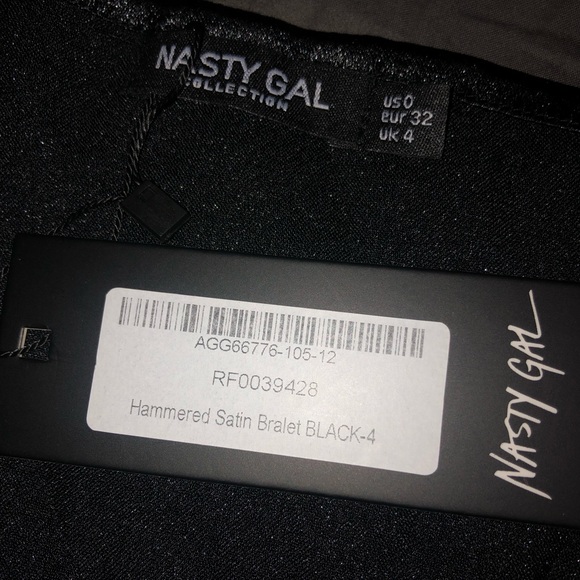 NASTY GAL
COLLECTION
us 0
eur 32
uk 4
AGG66776-105-12
RF0039428
Hammered Satin Bralet BLACK-4
NASTY GAL